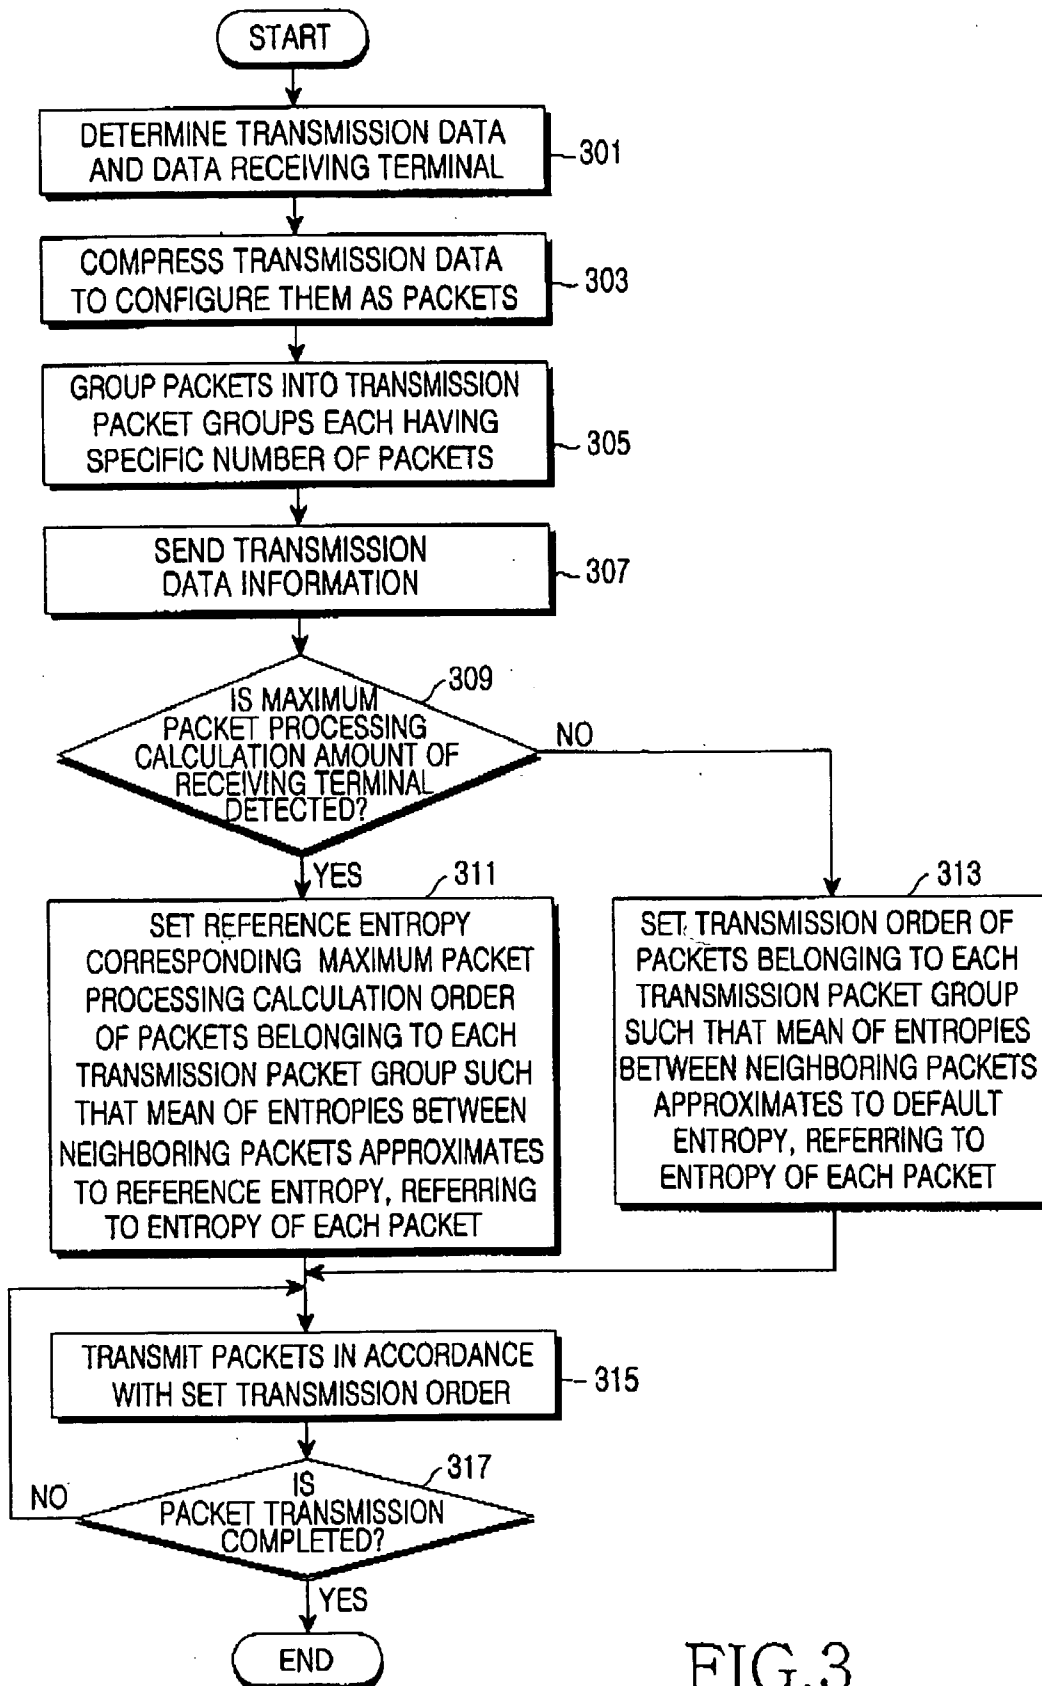 START
DETERMINE TRANSMISSION DATA
AND DATA RECEIVING TERMINAL
301
COMPRESS TRANSMISSION DATA
TO CONFIGURE THEM AS PACKETS
303
GROUP PACKETS INTO TRANSMISSION
PACKET GROUPS EACH HAVING
SPECIFIC NUMBER OF PACKETS
305
SEND TRANSMISSION
DATA INFORMATION
307
309
IS MAXIMUM
PACKET PROCESSING
CALCULATION AMOUNT OF
RECEIVING TERMINAL
DETECTED?
NO
YES
311
SET REFERENCE ENTROPY
CORRESPONDING MAXIMUM PACKET
PROCESSING CALCULATION ORDER
OF PACKETS BELONGING TO EACH
TRANSMISSION PACKET GROUP SUCH
THAT MEAN OF ENTROPIES BETWEEN
NEIGHBORING PACKETS APPROXIMATES
TO REFERENCE ENTROPY, REFERRING
TO ENTROPY OF EACH PACKET
313
SET TRANSMISSION ORDER OF
PACKETS BELONGING TO EACH
TRANSMISSION PACKET GROUP
SUCH THAT MEAN OF ENTROPIES
BETWEEN NEIGHBORING PACKETS
APPROXIMATES TO DEFAULT
ENTROPY, REFERRING TO
ENTROPY OF EACH PACKET
TRANSMIT PACKETS IN ACCORDANCE
WITH SET TRANSMISSION ORDER
315
317
IS
PACKET TRANSMISSION
COMPLETED?
NO
YES
END
FIG.3